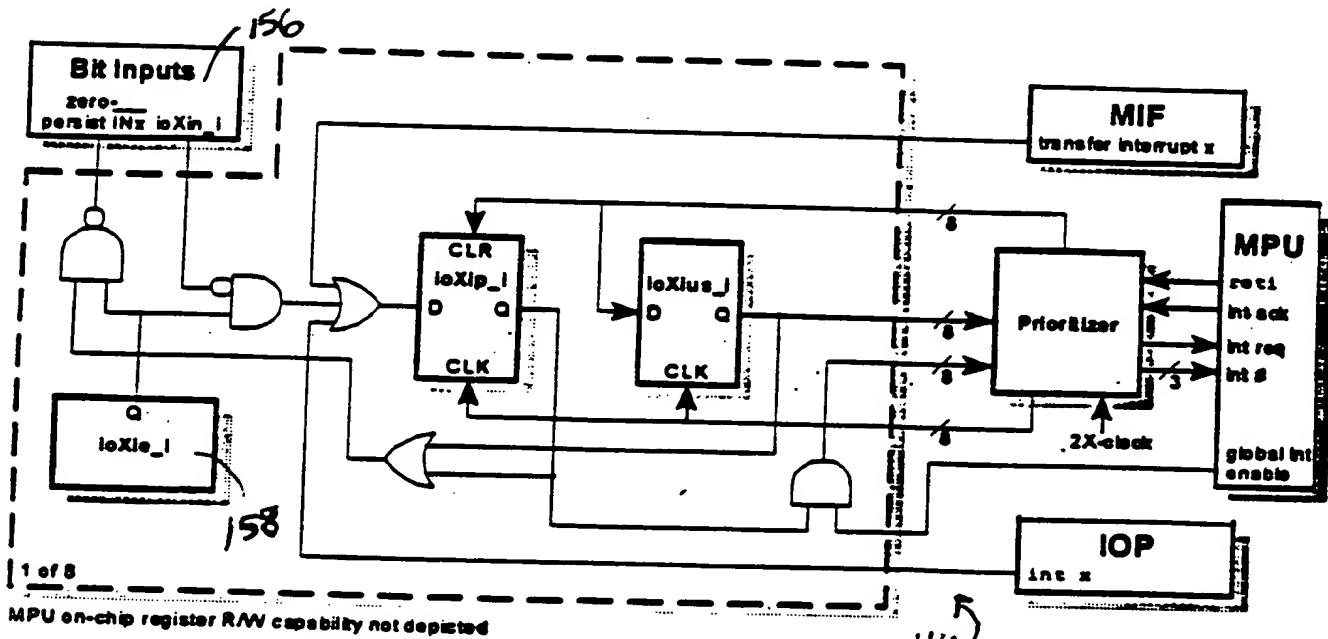 156
Bit Inputs
zero-
persist INx ioXin_i
MIF
transfer interrupt x
8
MPU
CLR
ioXip_i
D Q
CLK
ioXius_i
D Q
CLK
8
8
8
Prioritizer
2X-clock
reti
int ack
int req
3
int #
global int
enable
Q
ioXie_i
158
IOP
int x
1 of 8
MPU on-chip register R/W capability not depicted